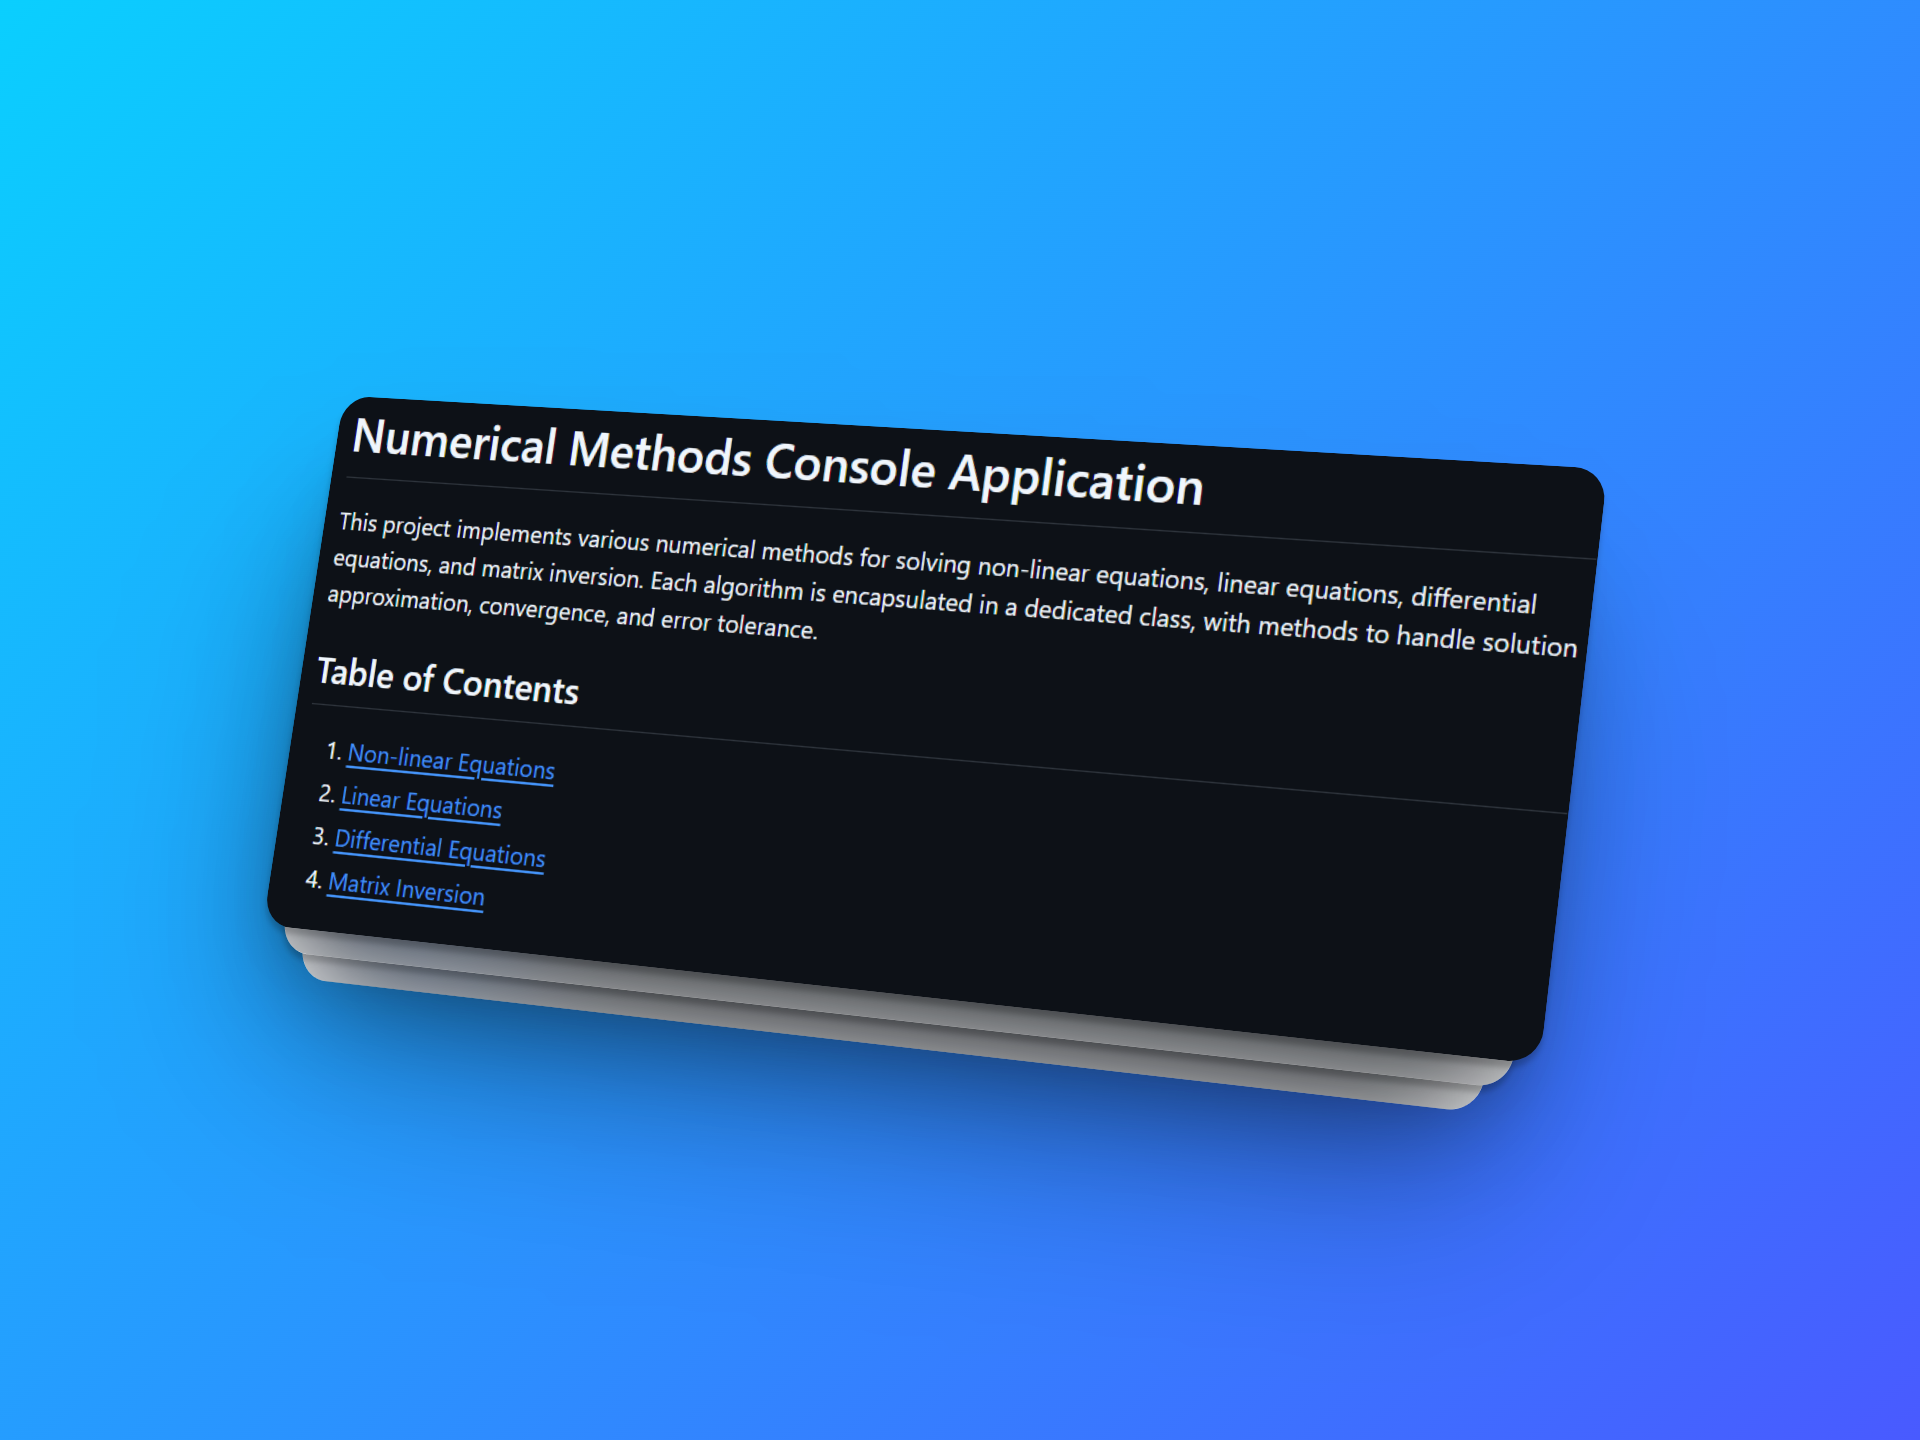 Numerical Methods Console Application
This project implements various numerical methods for solving non-linear equations, linear equations, differential
equations, and matrix inversion. Each algorithm is encapsulated in a dedicated class, with methods to handle solution
approximation, convergence, and error tolerance.
Table of Contents
1. Non-linear Equations
2. Linear Equations
3. Differential Equations
4. Matrix Inversion